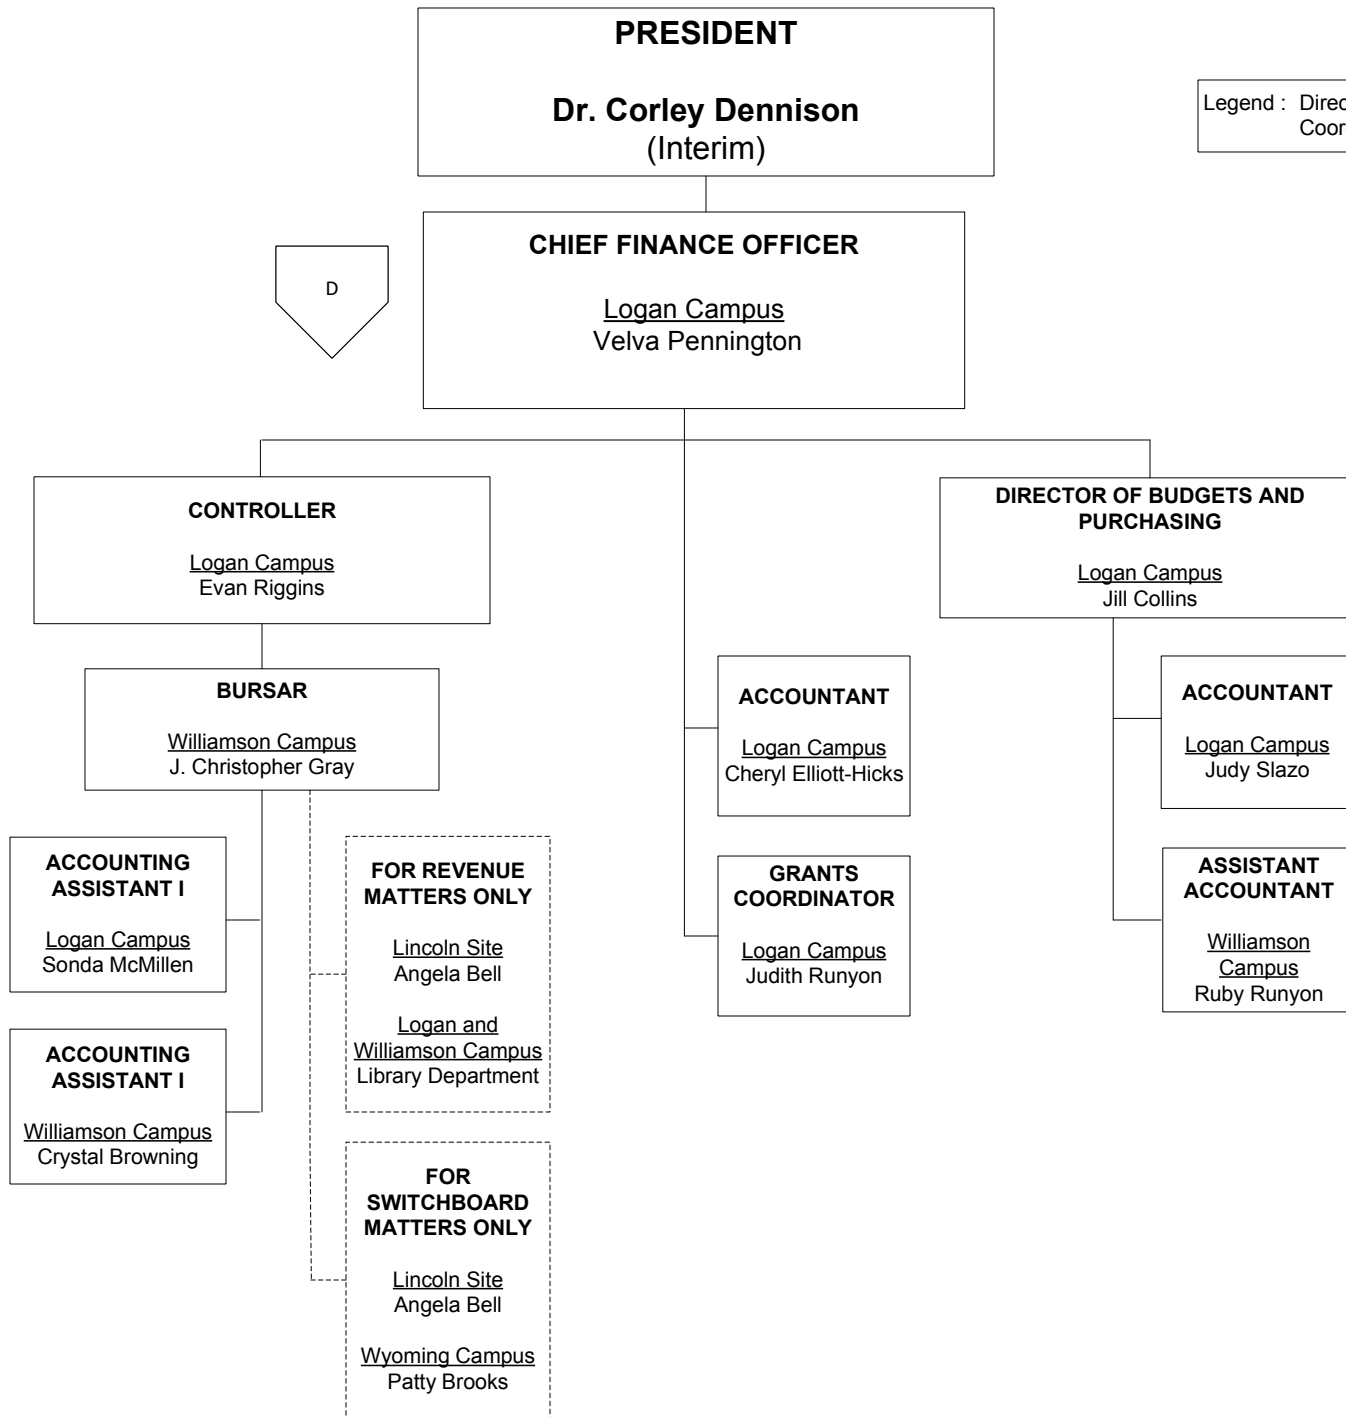 PRESIDENT
Dr. Corley Dennison
(Interim)
Legend : Direc
Coor
CHIEF FINANCE OFFICER
Logan Campus
Velva Pennington
D
CONTROLLER
Logan Campus
Evan Riggins
DIRECTOR OF BUDGETS AND
PURCHASING
Logan Campus
Jill Collins
BURSAR
Williamson Campus
J. Christopher Gray
ACCOUNTANT
Logan Campus
Cheryl Elliott-Hicks
ACCOUNTANT
Logan Campus
Judy Slazo
ACCOUNTING
ASSISTANT I
Logan Campus
Sonda McMillen
FOR REVENUE
MATTERS ONLY
Lincoln Site
Angela Bell
Logan and
Williamson Campus
Library Department
GRANTS
COORDINATOR
Logan Campus
Judith Runyon
ASSISTANT
ACCOUNTANT
Williamson
Campus
Ruby Runyon
ACCOUNTING
ASSISTANT I
Williamson Campus
Crystal Browning
FOR
SWITCHBOARD
MATTERS ONLY
Lincoln Site
Angela Bell
Wyoming Campus
Patty Brooks